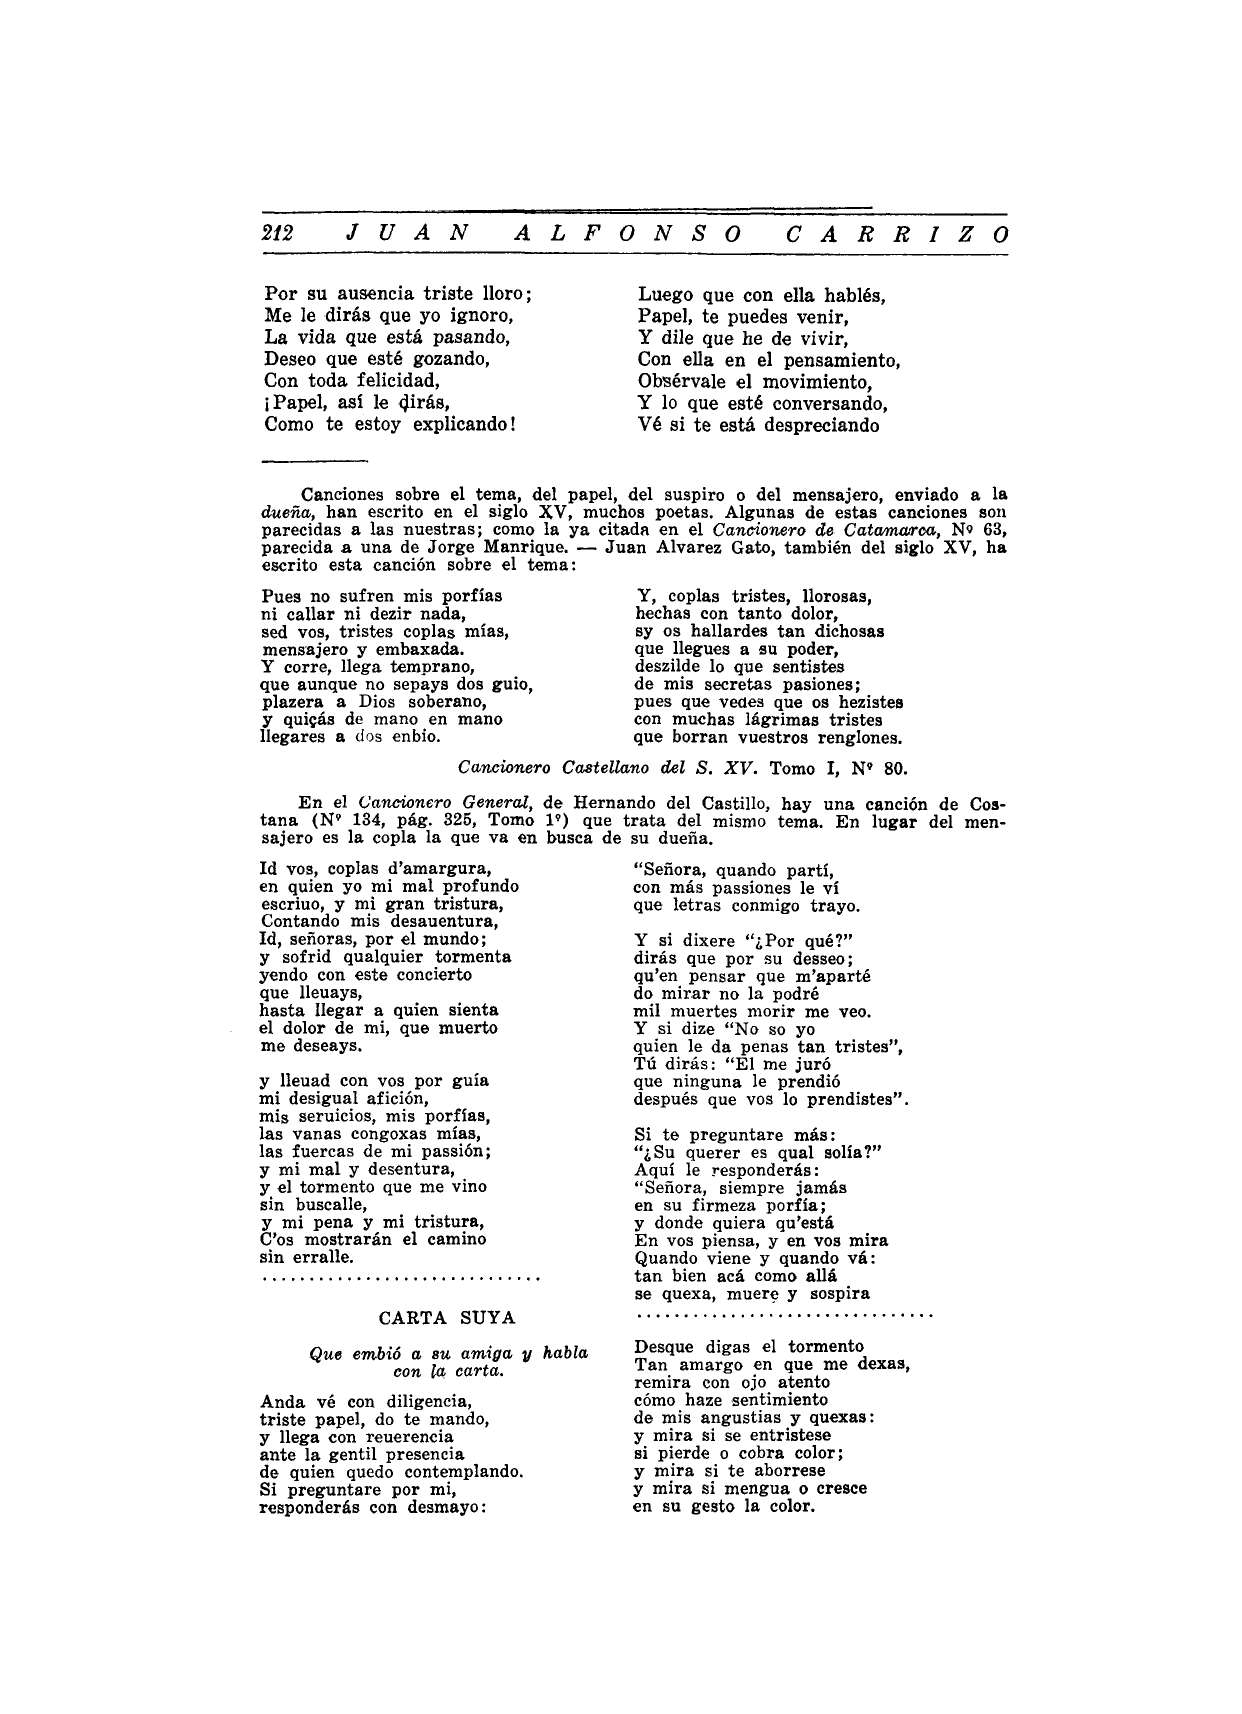 212 JUAN ALFONSO CARRIZO
Por su ausencia triste lloro;
Me le dirás que yo ignoro,
La vida que está pasando,
Deseo que esté gozando,
Con toda felicidad,
¡Papel, así le dirás,
Como te estoy explicando!
Luego que con ella hablés,
Papel, te puedes venir,
Y dile que he de vivir,
Con ella en el pensamiento,
Obsérvale el movimiento,
Y lo que esté conversando,
Vé si te está despreciando
Canciones sobre el tema, del papel, del suspiro o del mensajero, enviado a la
dueña, han escrito en el siglo XV, muchos poetas. Algunas de estas canciones son
parecidas a las nuestras; como la ya citada en el Cancionero de Catamarca, Nº 63,
parecida a una de Jorge Manrique. — Juan Alvarez Gato, también del siglo XV, ha
escrito esta canción sobre el tema:
Pues no sufren mis porfías
ni callar ni dezir nada,
sed vos, tristes coplas mías,
mensajero y embaxada.
Y corre, llega temprano,
que aunque no sepays dos guio,
plazera a Dios soberano,
y quiçás de mano en mano
llegares a dos enbio.
Y, coplas tristes, llorosas,
hechas con tanto dolor,
sy os hallardes tan dichosas
que llegues a su poder,
deszilde lo que sentistes
de mis secretas pasiones;
pues que vedes que os hezistes
con muchas lágrimas tristes
que borran vuestros renglones.
Cancionero Castellano del S. XV. Tomo I, Nº 80.
En el Cancionero General, de Hernando del Castillo, hay una canción de Cos-
tana (Nº 134, pág. 325, Tomo 1º) que trata del mismo tema. En lugar del men-
sajero es la copla la que va en busca de su dueña.
Id vos, coplas d'amargura,
en quien yo mi mal profundo
escriuo, y mi gran tristura,
Contando mis desauentura,
Id, señoras, por el mundo;
y sofrid qualquier tormenta
yendo con este concierto
que lleuays,
hasta llegar a quien sienta
el dolor de mi, que muerto
me deseays.
y lleuad con vos por guía
mi desigual afición,
mis seruicios, mis porfías,
las vanas congoxas mías,
las fuercas de mi passión;
y mi mal y desentura,
y el tormento que me vino
sin buscalle,
y mi pena y mi tristura,
C'os mostrarán el camino
sin erralle.
..............................
CARTA SUYA
Que embió a su amiga y habla
con la carta.
Anda vé con diligencia,
triste papel, do te mando,
y llega con reuerencia
ante la gentil presencia
de quien quedo contemplando.
Si preguntare por mi,
responderás con desmayo:
“Señora, quando partí,
con más passiones le ví
que letras conmigo trayo.
Y si dixere “¿Por qué?”
dirás que por su desseo;
qu'en pensar que m'aparté
do mirar no la podré
mil muertes morir me veo.
Y si dize “No so yo
quien le da penas tan tristes”,
Tú dirás: “El me juró
que ninguna le prendió
después que vos lo prendistes”.
Si te preguntare más:
“¿Su querer es qual solía?”
Aquí le responderás:
“Señora, siempre jamás
en su firmeza porfía;
y donde quiera qu'está
En vos piensa, y en vos mira
Quando viene y quando vá:
tan bien acá como allá
se quexa, muere y sospira
................................
Desque digas el tormento
Tan amargo en que me dexas,
remira con ojo atento
cómo haze sentimiento
de mis angustias y quexas:
y mira si se entristese
si pierde o cobra color;
y mira si te aborrese
y mira si mengua o cresce
en su gesto la color.